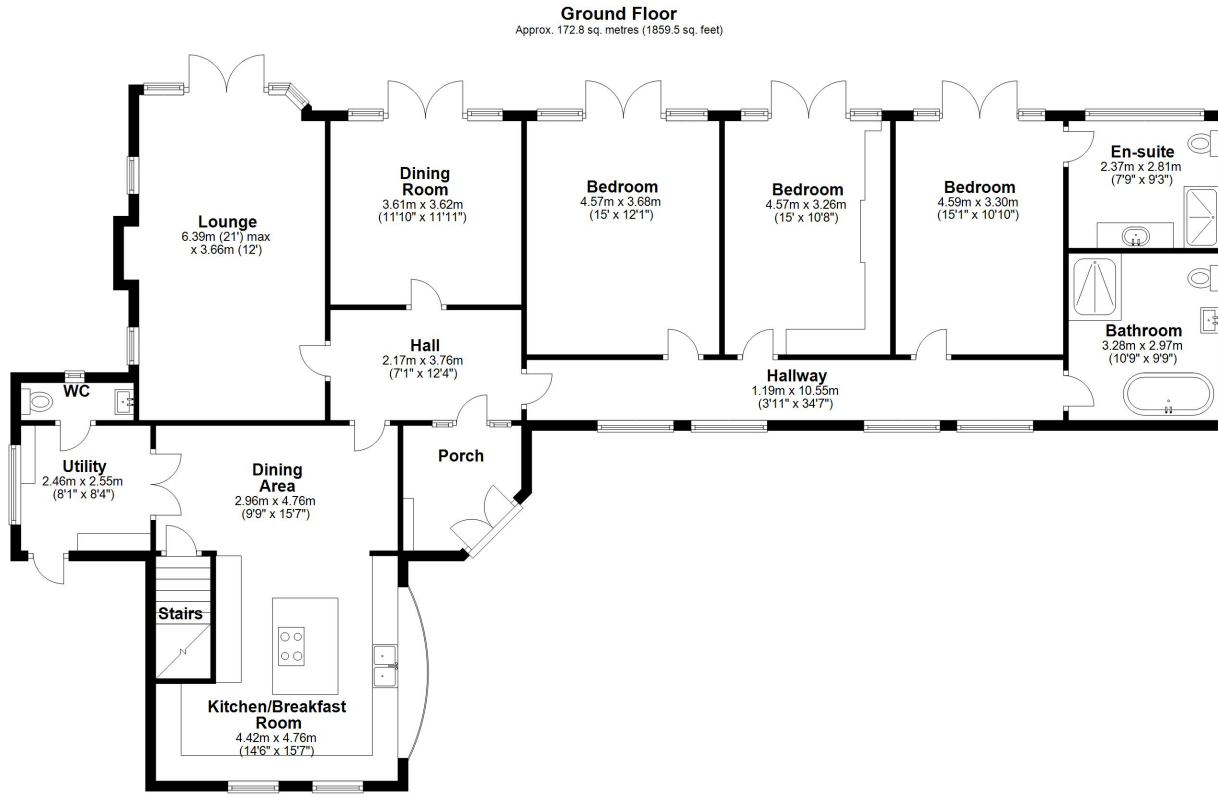 Ground Floor
Approx. 172.8 sq. metres (1859.5 sq. feet)
Lounge
6.39m (21') max
x 3.66m (12')
Dining
Room
3.61m x 3.62m
(11'10" x 11'11")
Bedroom
4.57m x 3.68m
(15' x 12'1")
Bedroom
4.57m x 3.26m
(15' x 10'8")
Bedroom
4.59m x 3.30m
(15'1" x 10'10")
En-suite
2.37m x 2.81m
(7'9" x 9'3")
Hall
2.17m x 3.76m
(7'1" x 12'4")
Hallway
1.19m x 10.55m
(3'11" x 34'7")
Bathroom
3.28m x 2.97m
(10'9" x 9'9")
WC
Utility
2.46m x 2.55m
(8'1" x 8'4")
Dining
Area
2.96m x 4.76m
(9'9" x 15'7")
Porch
Stairs
Kitchen/Breakfast
Room
4.42m x 4.76m
(14'6" x 15'7")